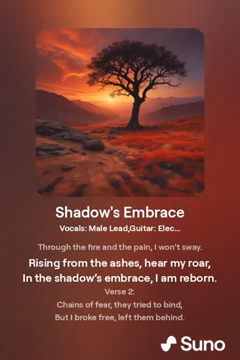 Shadow's Embrace
Vocals: Male Lead,Guitar: Elec...
Through the fire and the pain, I won't sway.
Rising from the ashes, hear my roar,
In the shadow's embrace, I am reborn.
Verse 2:
Chains of fear, they tried to bind,
But I broke free, left them behind.
Suno